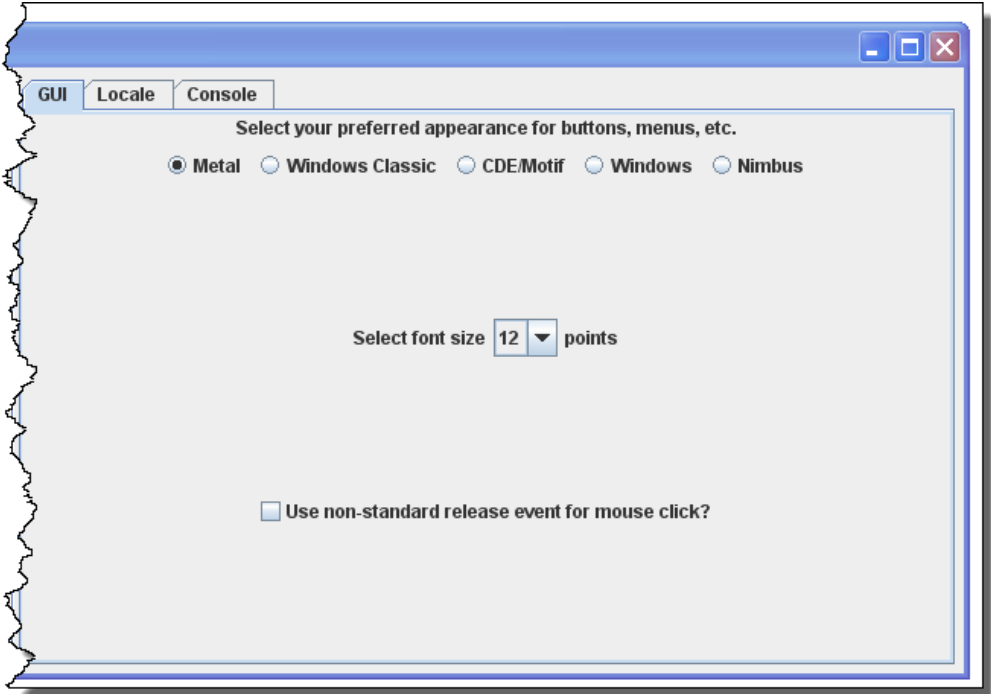 GUI Locale Console
Select your preferred appearance for buttons, menus, etc.
Metal Windows Classic CDE/Motif Windows Nimbus
Select font size 12 points
Use non-standard release event for mouse click?